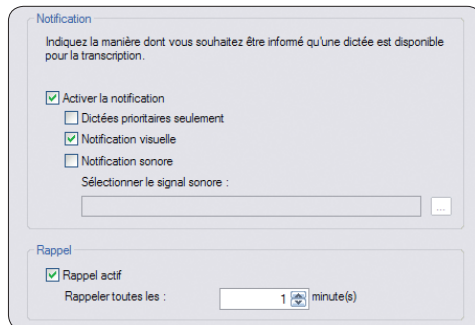 Notification
Indiquez la manière dont vous souhaitez être informé qu'une dictée est disponible
pour la transcription.
Activer la notification
Dictées prioritaires seulement
Notification visuelle
Notification sonore
Sélectionner le signal sonore :
...
Rappel
Rappel actif
Rappeler toutes les : 1 minute(s)